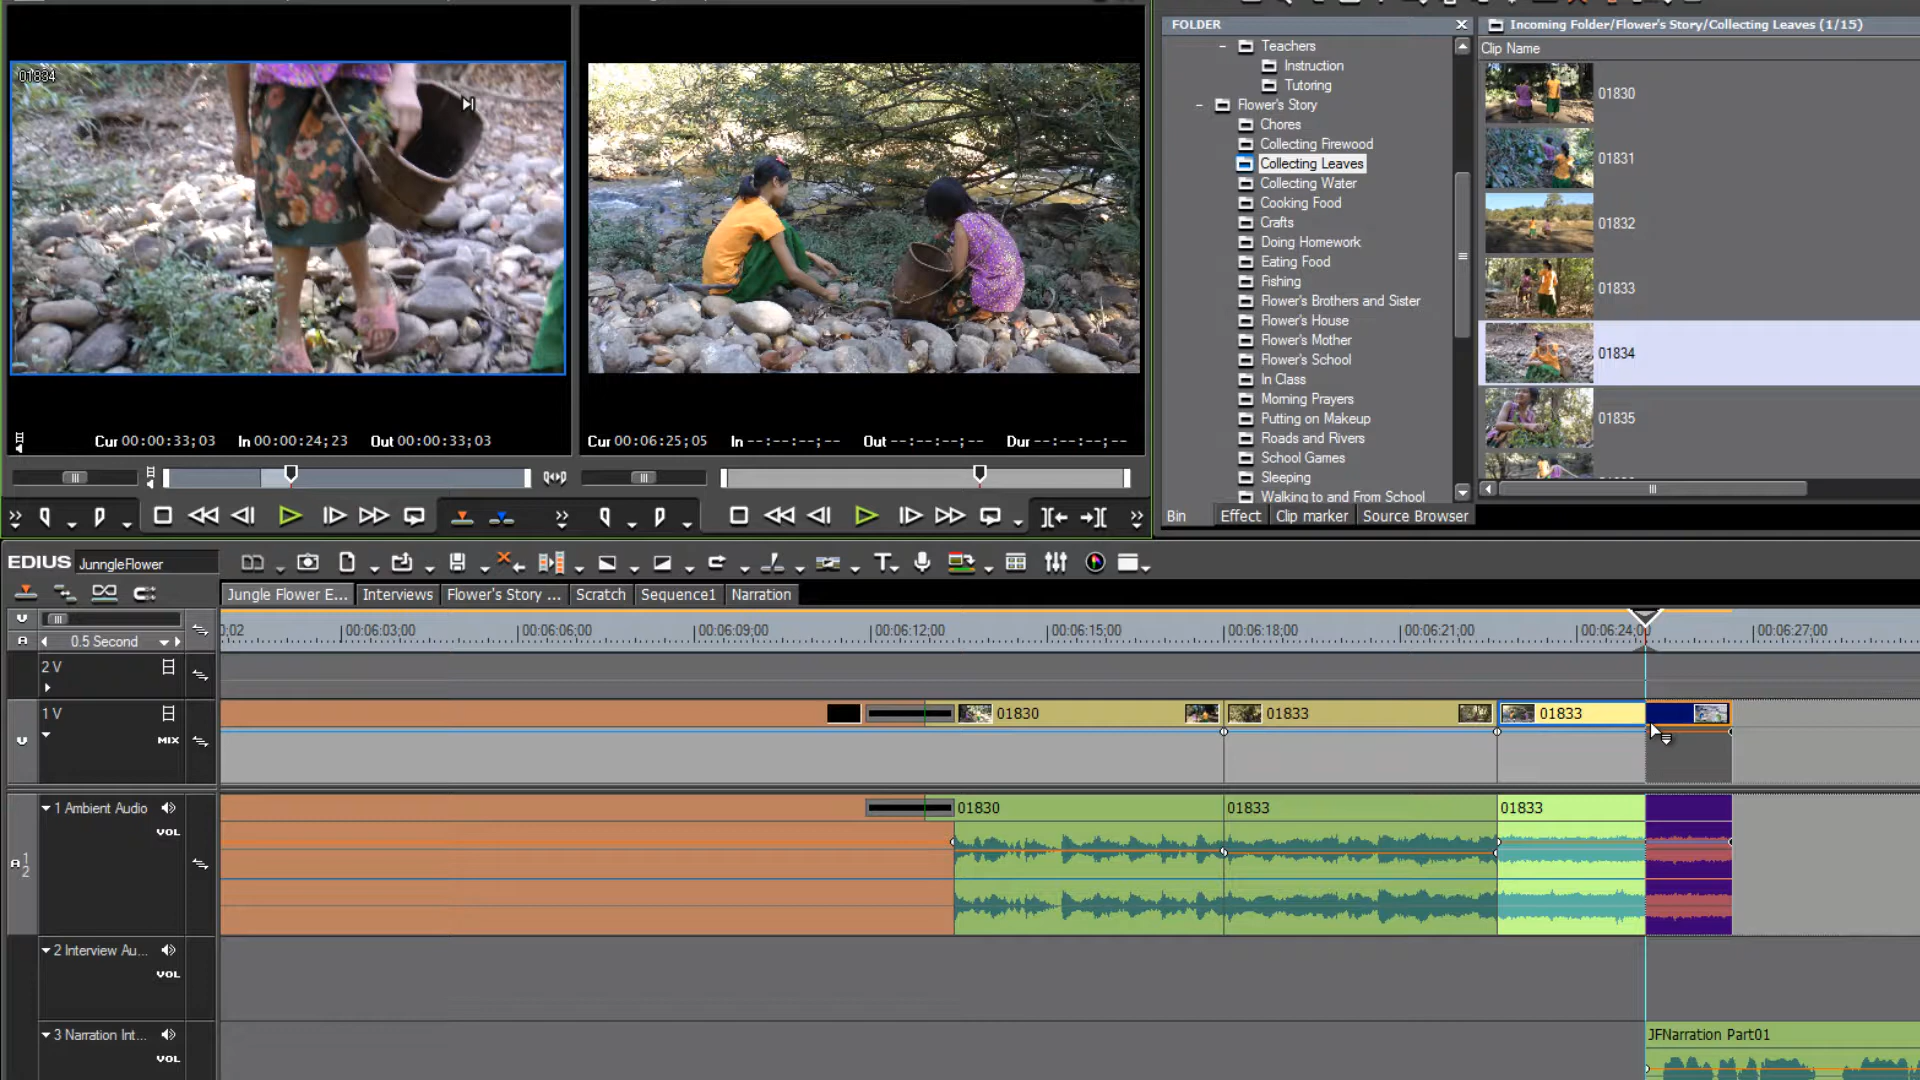 01834
Cur 00:00:33;03 In 00:00:24;23 Out 00:00:33;03
Cur 00:06:25;05 In --:--:--;-- Out --:--:--;-- Dur --:--:--;--
FOLDER
Teachers
Instruction
Tutoring
Flower's Story
Chores
Collecting Firewood
Collecting Leaves
Collecting Water
Cooking Food
Crafts
Doing Homework
Eating Food
Fishing
Flower's Brothers and Sister
Flower's House
Flower's Mother
Flower's School
In Class
Morning Prayers
Putting on Makeup
Roads and Rivers
School Games
Sleeping
Walking to and From School
Bin Effect Clip marker Source Browser
Incoming Folder/Flower's Story/Collecting Leaves (1/15)
Clip Name
01830
01831
01832
01833
01834
01835
EDIUS JunngleFlower
Jungle Flower E... Interviews Flower's Story ... Scratch Sequence1 Narration
0.5 Second
0;02 00:06:03;00 00:06:06;00 00:06:09;00 00:06:12;00 00:06:15;00 00:06:18;00 00:06:21;00 00:06:24;00 00:06:27;00
V
A
2 V
1 V 01830 01833 01833
V MIX
1 Ambient Audio 01830 01833 01833
VOL
A 1 2
2 Interview Au...
VOL
3 Narration Int... JFNarration Part01
VOL